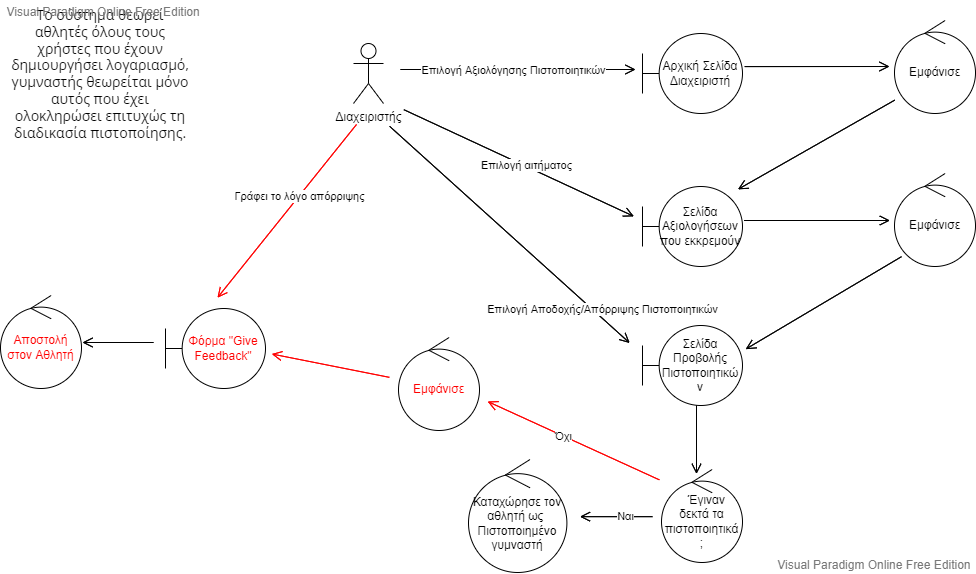 Visual Paradigm Online Free Edition
Το σύστημα θεωρεί
αθλητές όλους τους
χρήστες που έχουν
δημιουργήσει λογαριασμό,
γυμναστής θεωρείται μόνο
αυτός που έχει
ολοκληρώσει επιτυχώς τη
διαδικασία πιστοποίησης.
Διαχειριστής
Επιλογή Αξιολόγησης Πιστοποιητικών
Αρχική Σελίδα
Διαχειριστή
Εμφάνισε
Επιλογή αιτήματος
Σελίδα
Αξιολογήσεων
που εκκρεμούν
Εμφάνισε
Γράφει το λόγο απόρριψης
Επιλογή Αποδοχής/Απόρριψης Πιστοποιητικών
Σελίδα
Προβολής
Πιστοποιητικώ
ν
Αποστολή
στον Αθλητή
Φόρμα "Give
Feedback"
Εμφάνισε
Όχι
Καταχώρησε τον
αθλητή ως
Πιστοποιημένο
γυμναστή
Ναι
Έγιναν
δεκτά τα
πιστοποιητικά
;
Visual Paradigm Online Free Edition